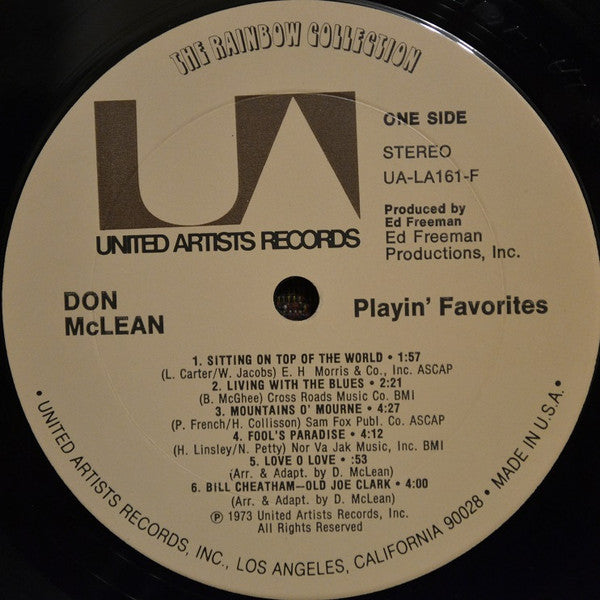 THE RAINBOW COLLECTION
UA
UNITED ARTISTS RECORDS
ONE SIDE
STEREO
UA-LA161-F
Produced by
Ed Freeman
Ed Freeman
Productions, Inc.
DON
McLEAN
Playin' Favorites
1. SITTING ON TOP OF THE WORLD • 1:57
(L. Carter/W. Jacobs) E. H Morris & Co., Inc. ASCAP
2. LIVING WITH THE BLUES • 2:21
(B. McGhee) Cross Roads Music Co. BMI
3. MOUNTAINS O' MOURNE • 4:27
(P. French/H. Collisson) Sam Fox Publ. Co. ASCAP
4. FOOL'S PARADISE • 4:12
(H. Linsley/N. Petty) Nor Va Jak Music, Inc. BMI
5. LOVE O LOVE • :53
(Arr. & Adapt. by D. McLean)
6. BILL CHEATHAM—OLD JOE CLARK • 4:00
(Arr. & Adapt. by D. McLean)
℗ 1973 United Artists Records, Inc.
All Rights Reserved
• UNITED ARTISTS RECORDS, INC., LOS ANGELES, CALIFORNIA 90028 • MADE IN U.S.A. •